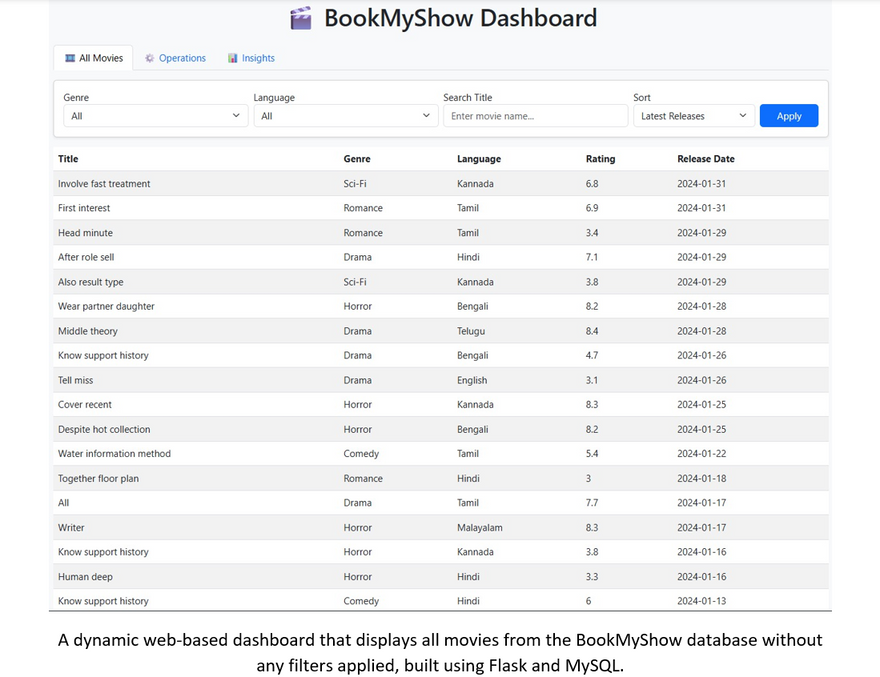 BookMyShow Dashboard
All Movies Operations Insights
Genre Language Search Title Sort
All All Enter movie name... Latest Releases Apply
Title Genre Language Rating Release Date
Involve fast treatment Sci-Fi Kannada 6.8 2024-01-31
First interest Romance Tamil 6.9 2024-01-31
Head minute Romance Tamil 3.4 2024-01-29
After role sell Drama Hindi 7.1 2024-01-29
Also result type Sci-Fi Kannada 3.8 2024-01-29
Wear partner daughter Horror Bengali 8.2 2024-01-28
Middle theory Drama Telugu 8.4 2024-01-28
Know support history Drama Bengali 4.7 2024-01-26
Tell miss Drama English 3.1 2024-01-26
Cover recent Horror Kannada 8.3 2024-01-25
Despite hot collection Horror Bengali 8.2 2024-01-25
Water information method Comedy Tamil 5.4 2024-01-22
Together floor plan Romance Hindi 3 2024-01-18
All Drama Tamil 7.7 2024-01-17
Writer Horror Malayalam 8.3 2024-01-17
Know support history Horror Kannada 3.8 2024-01-16
Human deep Horror Hindi 3.3 2024-01-16
Know support history Comedy Hindi 6 2024-01-13
A dynamic web-based dashboard that displays all movies from the BookMyShow database without
any filters applied, built using Flask and MySQL.